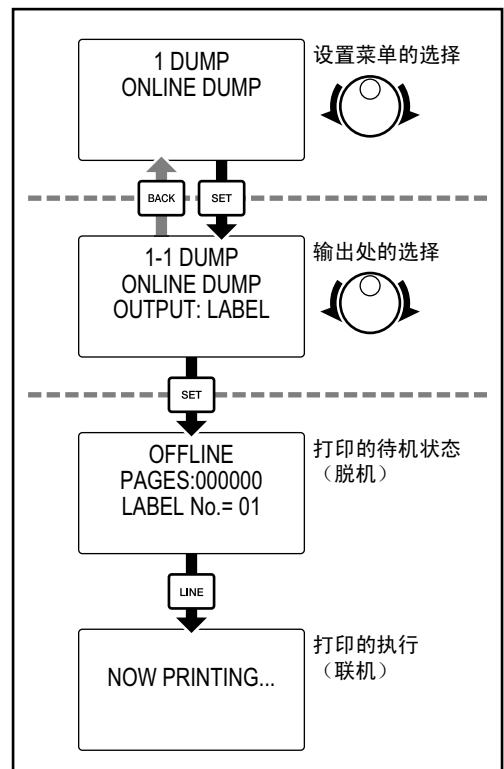 1 DUMP
ONLINE DUMP
设置菜单的选择
BACK
SET
1-1 DUMP
ONLINE DUMP
OUTPUT: LABEL
输出处的选择
SET
OFFLINE
PAGES:000000
LABEL No.= 01
打印的待机状态
（脱机）
LINE
NOW PRINTING...
打印的执行
（联机）